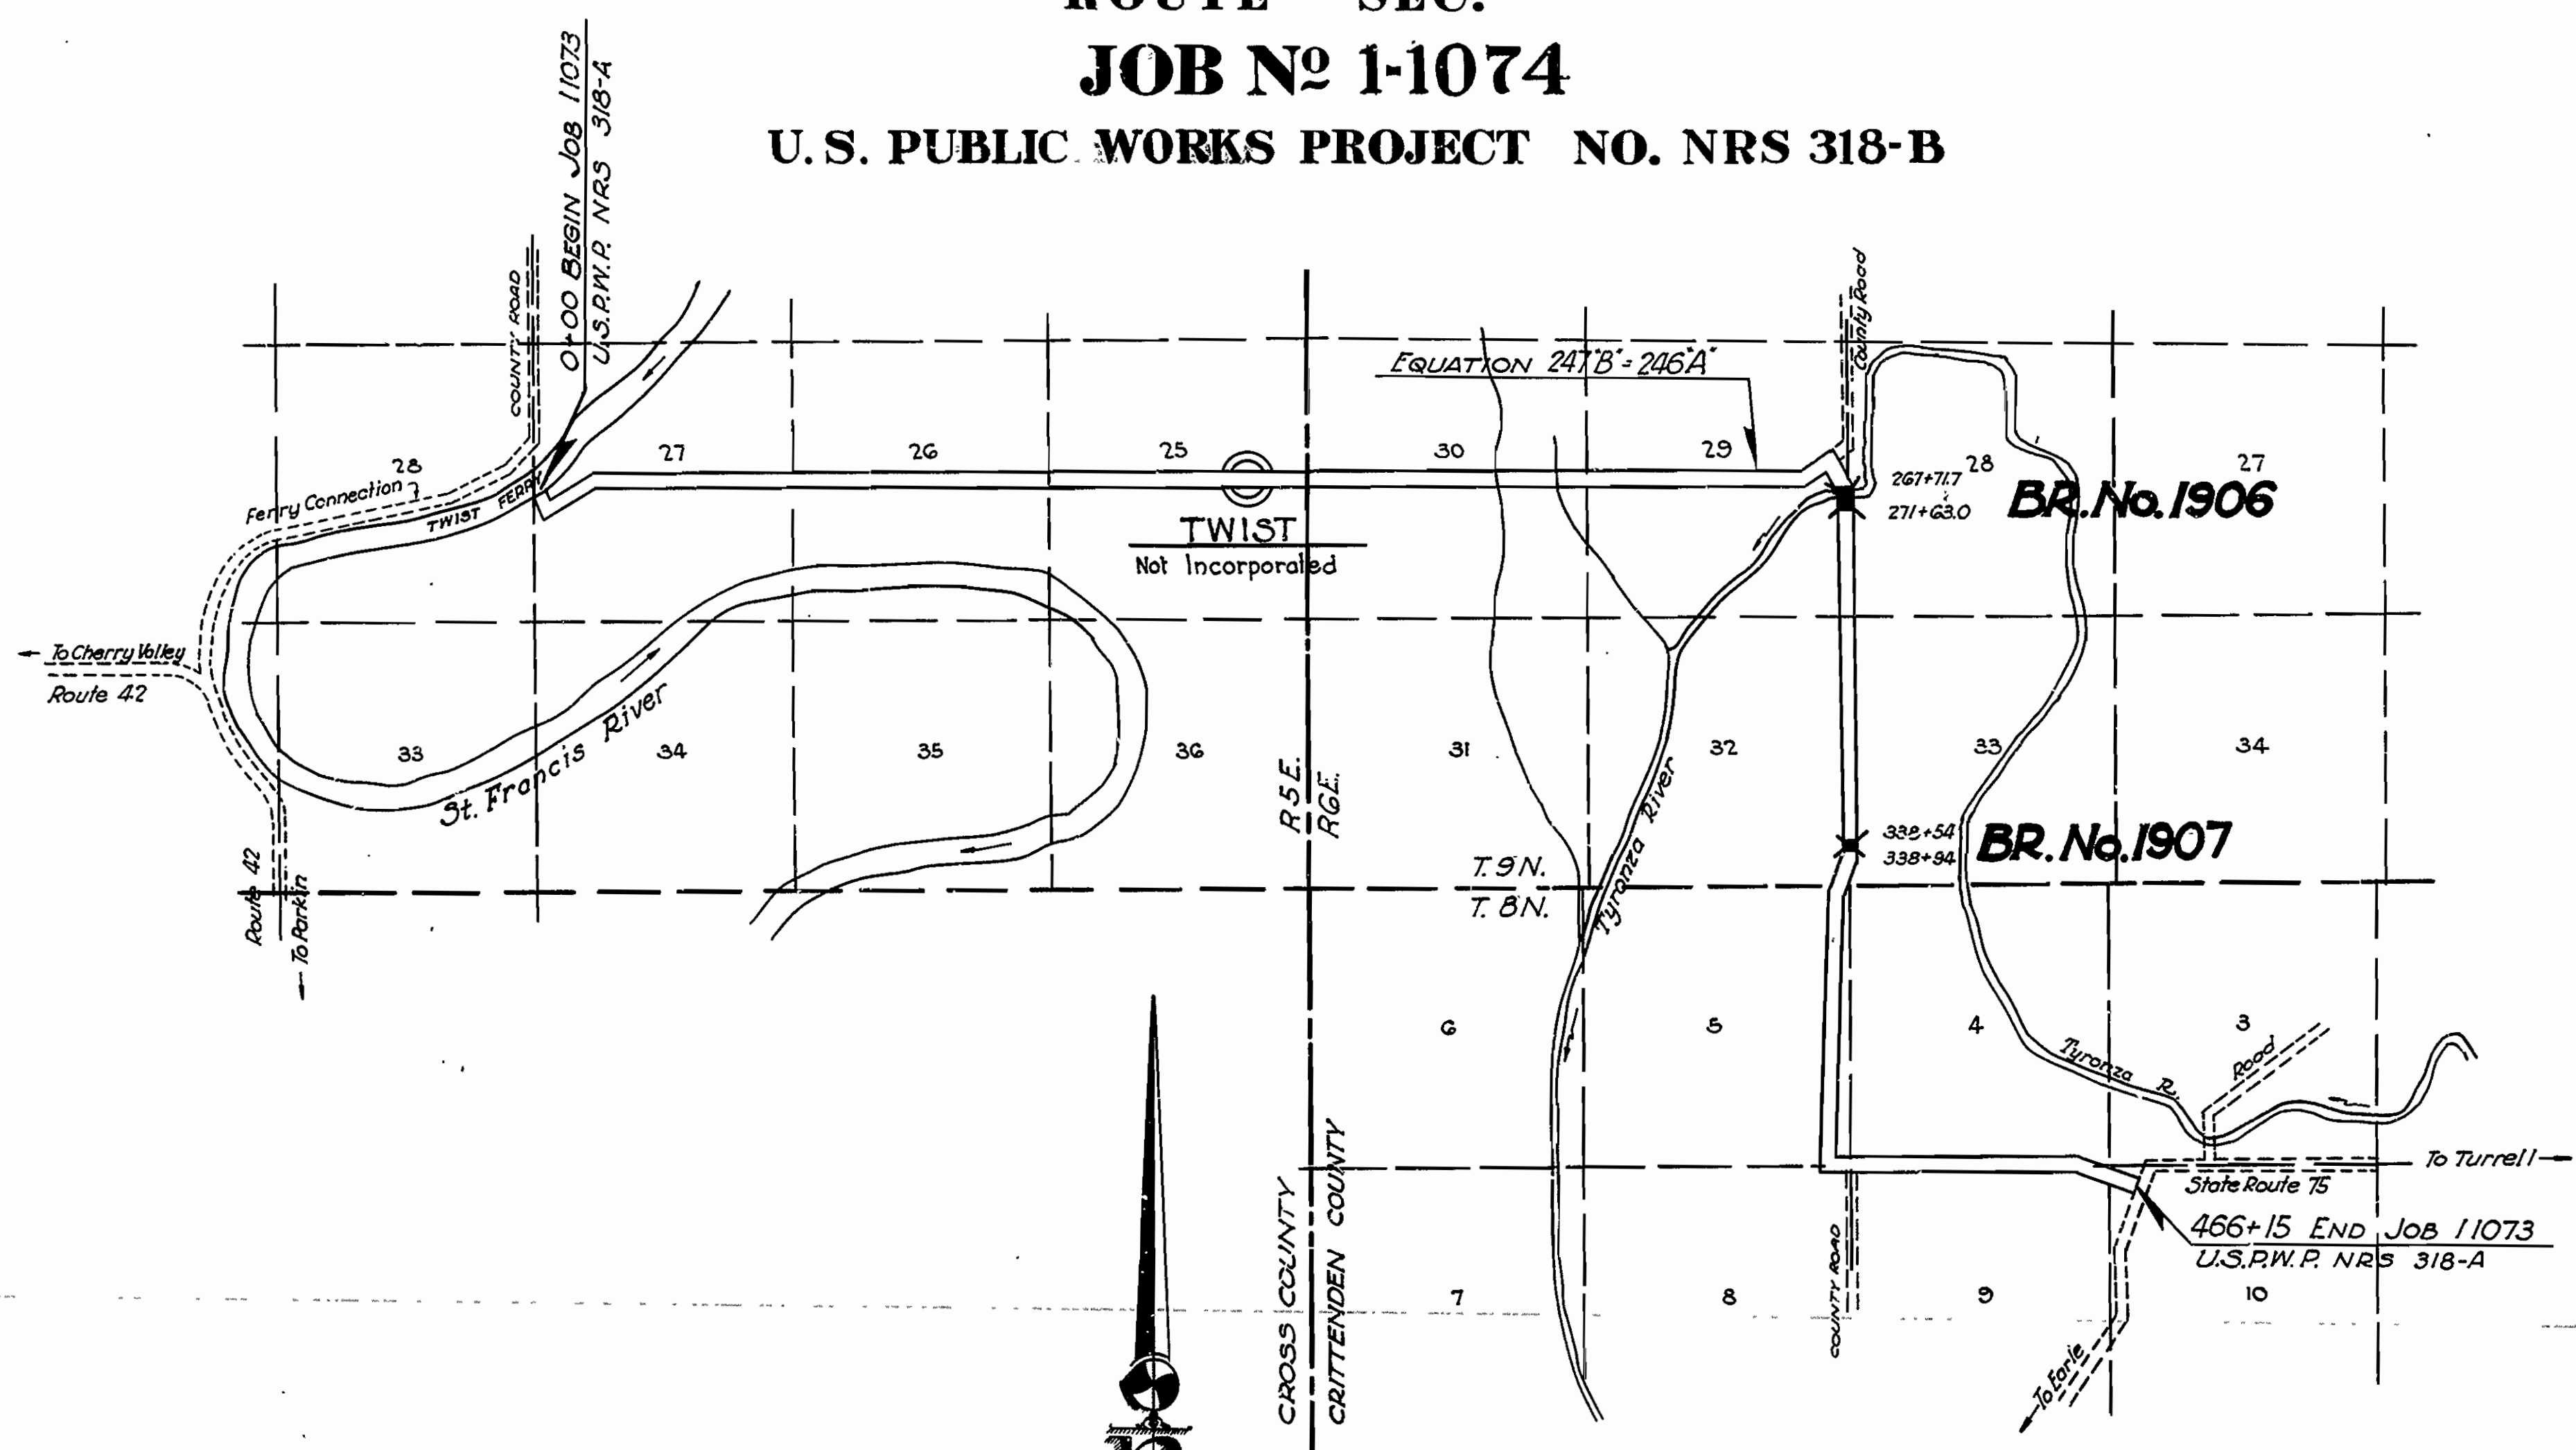 ROUTE SEC.
JOB Nº 1-1074
U.S. PUBLIC WORKS PROJECT NO. NRS 318-B
0+00 BEGIN JOB 11073
U.S.P.W.P. NRS 318-A
COUNTY ROAD
County Road
EQUATION 247"B"=246"A"
28
27
26
25
30
29
28
27
Ferry Connection
TWIST FERRY
267+71.7
271+63.0
BR. No. 1906
TWIST
Not Incorporated
To Cherry Valley
Route 42
33
34
35
36
31
32
33
34
St. Francis River
R5E.
R6E.
Tyronza River
338+54
338+94
BR. No. 1907
T. 9N.
T. 8N.
Route 42
To Parkin
6
5
4
3
Tyronza R.
Road
To Turrell
State Route 75
466+15 END JOB 11073
U.S.P.W.P. NRS 318-A
CROSS COUNTY
CRITTENDEN COUNTY
COUNTY ROAD
7
8
9
10
To Earle